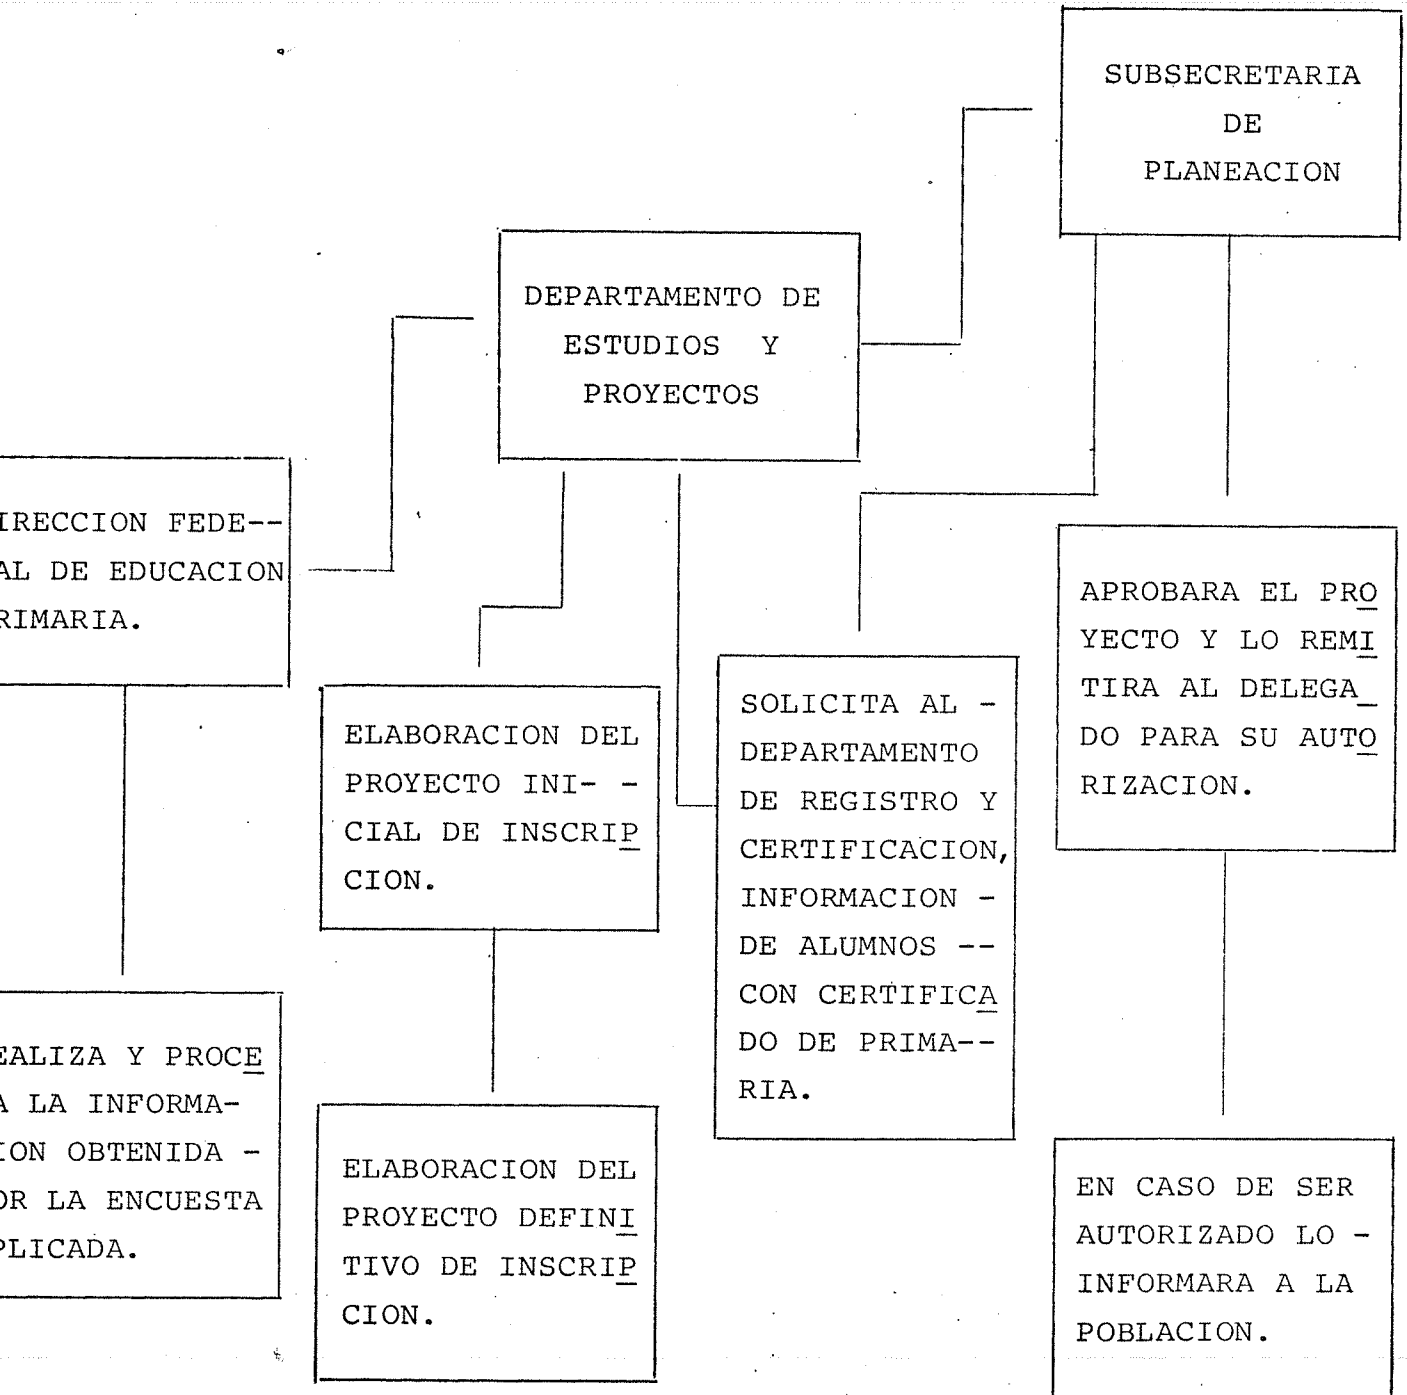 SUBSECRETARIA
DE
PLANEACION
DEPARTAMENTO DE
ESTUDIOS Y
PROYECTOS
IRECCION FEDE--
AL DE EDUCACION
RIMARIA.
APROBARA EL PRO
YECTO Y LO REMI
TIRA AL DELEGA_
DO PARA SU AUTO
RIZACION.
ELABORACION DEL
PROYECTO INI- -
CIAL DE INSCRIP
CION.
SOLICITA AL -
DEPARTAMENTO
DE REGISTRO Y
CERTIFICACION,
INFORMACION -
DE ALUMNOS --
CON CERTIFICA
DO DE PRIMA--
RIA.
EALIZA Y PROCE
A LA INFORMA-
ION OBTENIDA -
OR LA ENCUESTA
PLICADA.
ELABORACION DEL
PROYECTO DEFINI
TIVO DE INSCRIP
CION.
EN CASO DE SER
AUTORIZADO LO -
INFORMARA A LA
POBLACION.